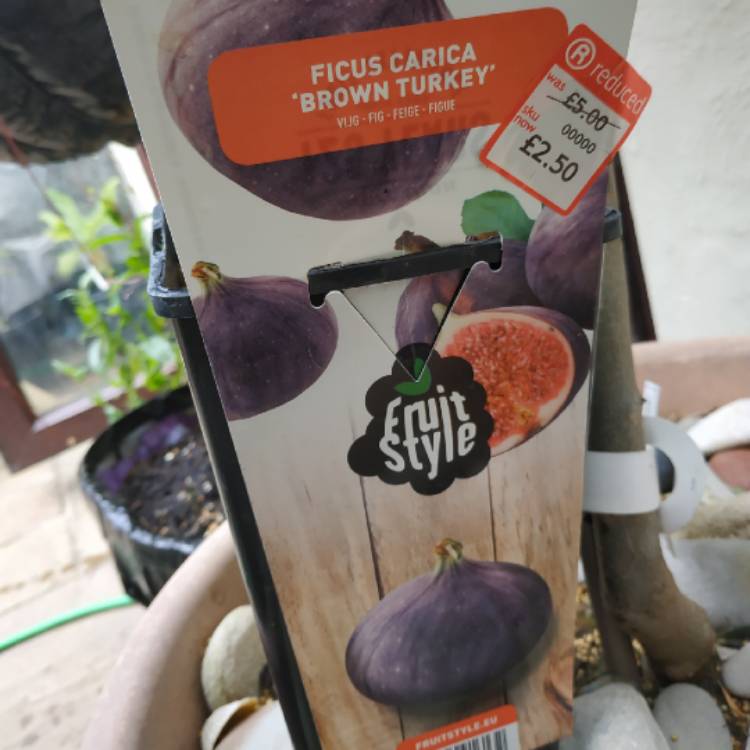 FICUS CARICA
'BROWN TURKEY'
VIJG - FIG - FEIGE - FIGUE
® reduced
was £5.00
sku 00000
now £2.50
Fruit
Style
FRUITSTYLE.EU